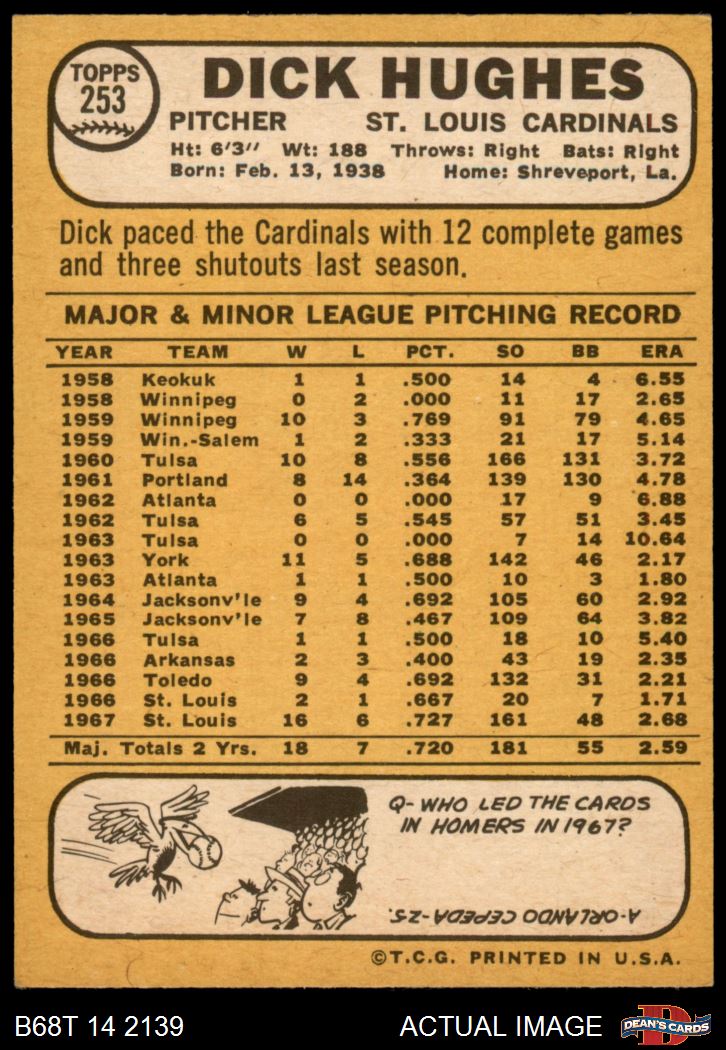 TOPPS
253
DICK HUGHES
PITCHER ST. LOUIS CARDINALS
Ht: 6'3" Wt: 188 Throws: Right Bats: Right
Born: Feb. 13, 1938 Home: Shreveport, La.
Dick paced the Cardinals with 12 complete games
and three shutouts last season.
MAJOR & MINOR LEAGUE PITCHING RECORD
YEAR TEAM W L PCT. SO BB ERA
1958 Keokuk 1 1 .500 14 4 6.55
1958 Winnipeg 0 2 .000 11 17 2.65
1959 Winnipeg 10 3 .769 91 79 4.65
1959 Win.-Salem 1 2 .333 21 17 5.14
1960 Tulsa 10 8 .556 166 131 3.72
1961 Portland 8 14 .364 139 130 4.78
1962 Atlanta 0 0 .000 17 9 6.88
1962 Tulsa 6 5 .545 57 51 3.45
1963 Tulsa 0 0 .000 7 14 10.64
1963 York 11 5 .688 142 46 2.17
1963 Atlanta 1 1 .500 10 3 1.80
1964 Jacksonv'le 9 4 .692 105 60 2.92
1965 Jacksonv'le 7 8 .467 109 64 3.82
1966 Tulsa 1 1 .500 18 10 5.40
1966 Arkansas 2 3 .400 43 19 2.35
1966 Toledo 9 4 .692 132 31 2.21
1966 St. Louis 2 1 .667 20 7 1.71
1967 St. Louis 16 6 .727 161 48 2.68
Maj. Totals 2 Yrs. 18 7 .720 181 55 2.59
Q-WHO LED THE CARDS
IN HOMERS IN 1967?
A-ORLANDO CEPEDA-25.
©T.C.G. PRINTED IN U.S.A.
B68T 14 2139 ACTUAL IMAGE
D
DEAN'S CARDS